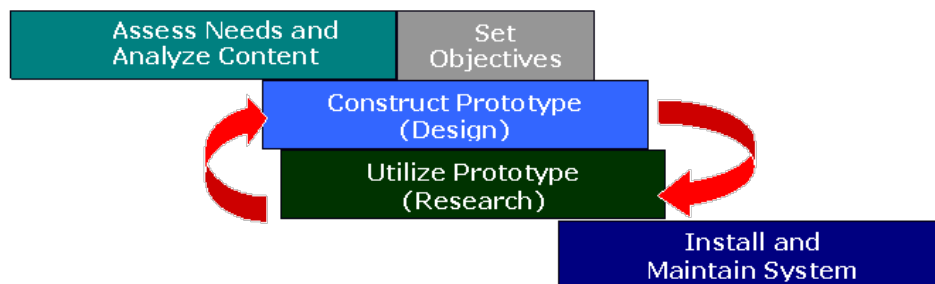 Assess Needs and
Analyze Content
Set
Objectives
Construct Prototype
(Design)
Utilize Prototype
(Research)
Install and
Maintain System